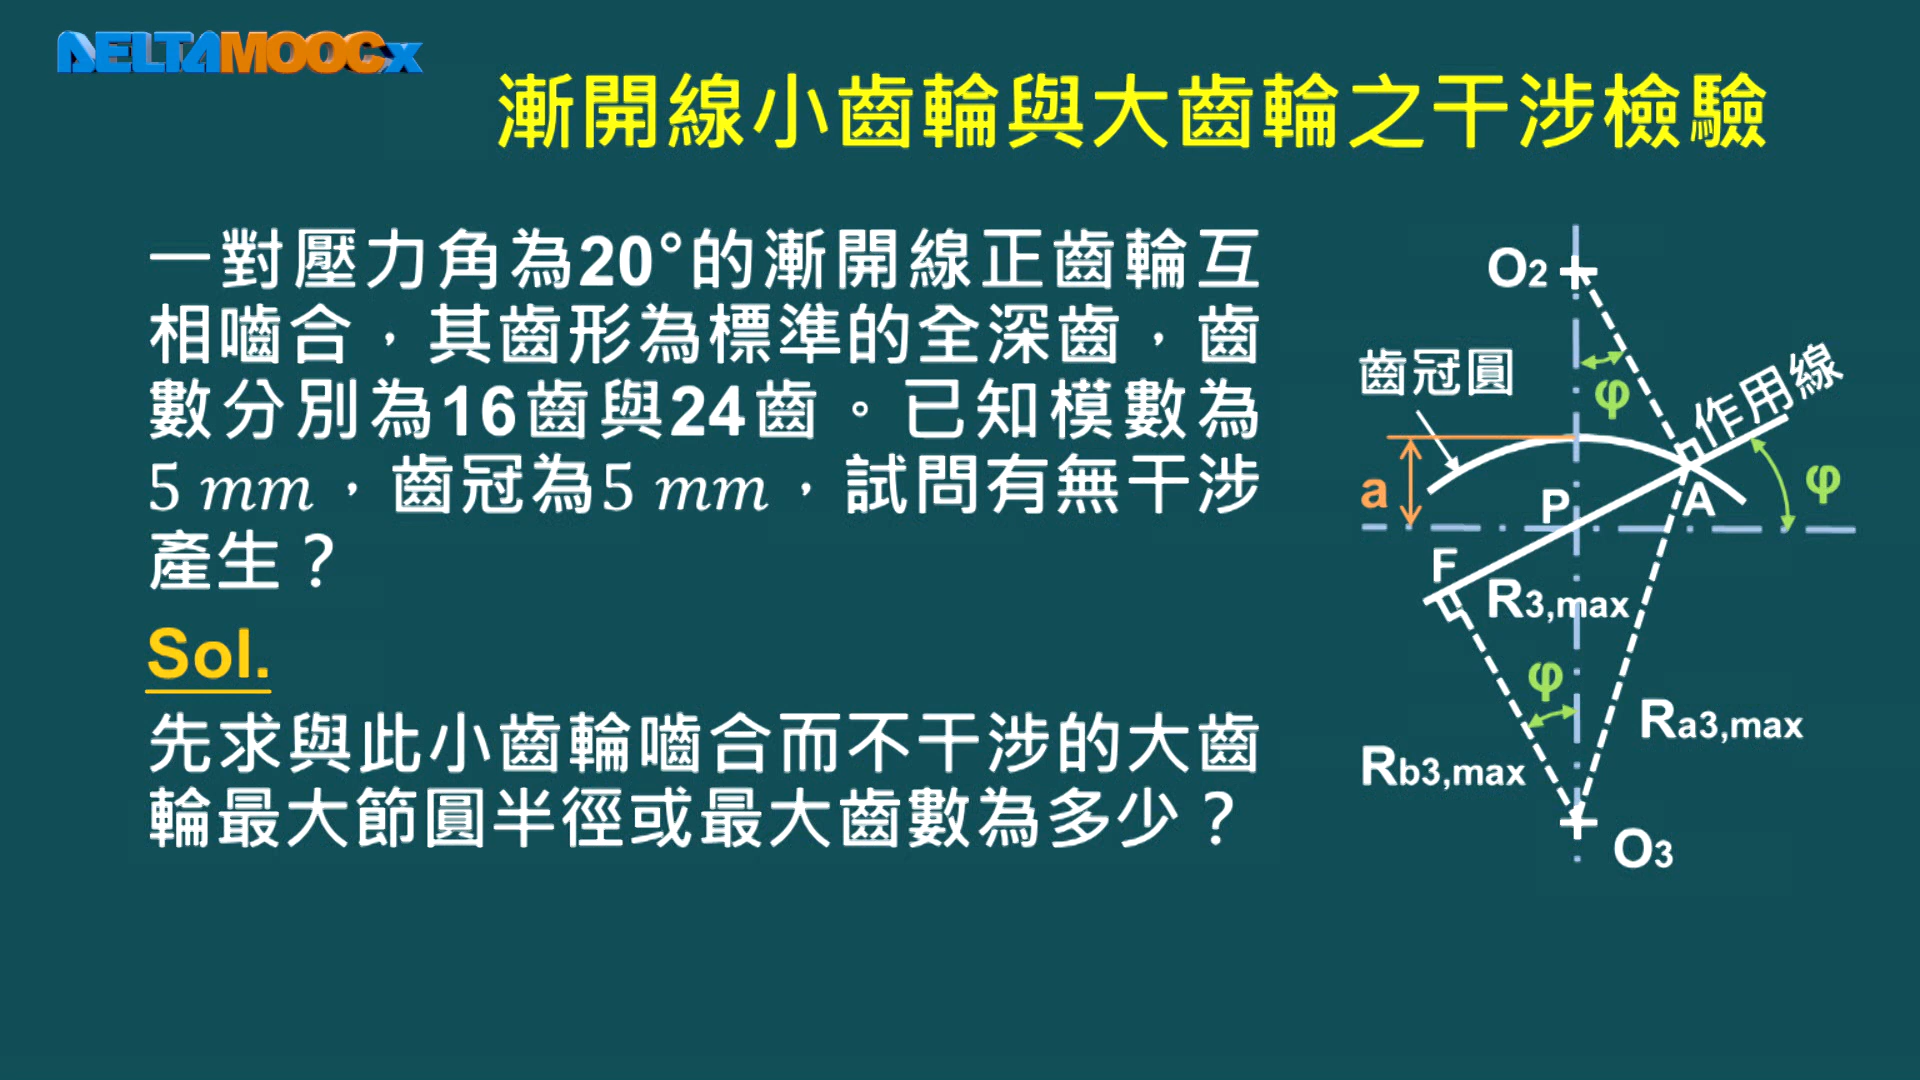 DELTAMOOCx
漸開線小齒輪與大齒輪之干涉檢驗
一對壓力角為20°的漸開線正齒輪互
相嚙合，其齒形為標準的全深齒，齒
數分別為16齒與24齒。已知模數為
5 mm，齒冠為5 mm，試問有無干涉
產生？
Sol.
先求與此小齒輪嚙合而不干涉的大齒
輪最大節圓半徑或最大齒數為多少？
O2
齒冠圓
φ
作用線
a
P
A
φ
F
R3,max
φ
Ra3,max
Rb3,max
O3